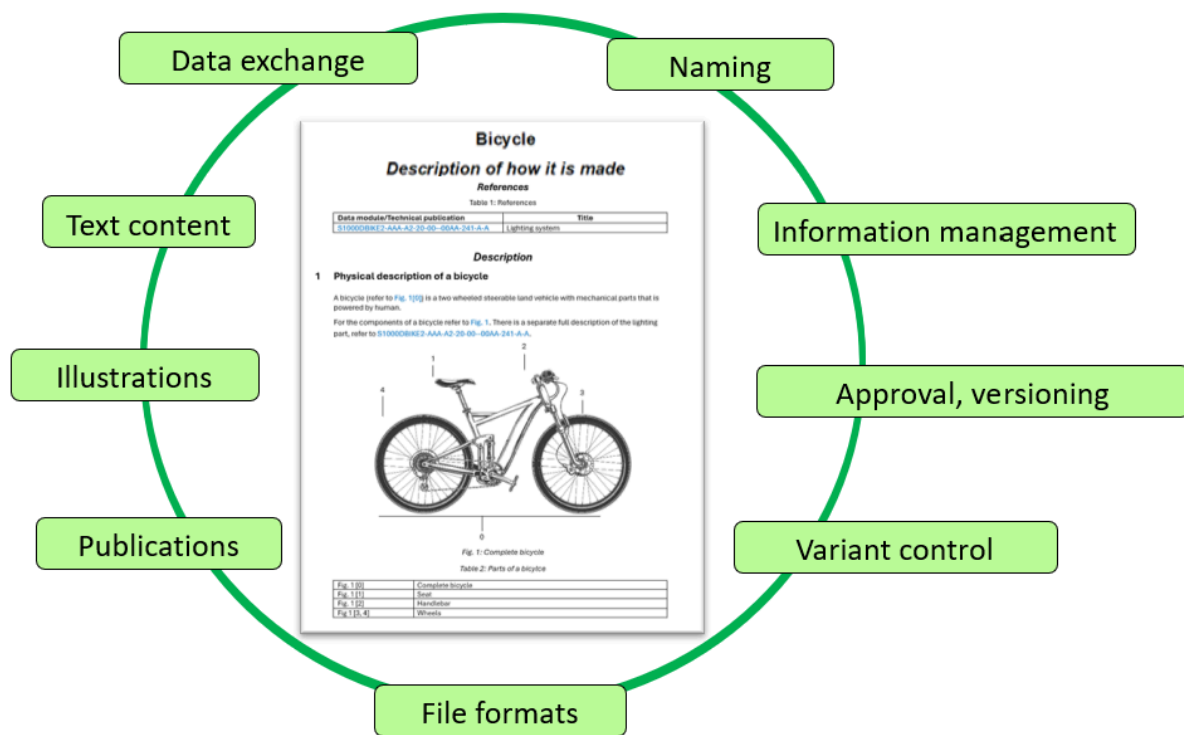 Data exchange
Naming
Text content
Information management
Illustrations
Approval, versioning
Publications
Variant control
File formats
Bicycle
Description of how it is made
References
Table 1: References
Data module/Technical publication Title
S1000DBIKE2-AAA-A2-20-00--00AA-241-A-A Lighting system
Description
1 Physical description of a bicycle
A bicycle (refer to Fig. 1[0]) is a two wheeled steerable land vehicle with mechanical parts that is
powered by human.
For the components of a bicycle refer to Fig. 1. There is a separate full description of the lighting
part, refer to S1000DBIKE2-AAA-A2-20-00--00AA-241-A-A.
2
1
4
3
0
Fig. 1: Complete bicycle
Table 2: Parts of a bicylce
Fig. 1 [0] Complete bicycle
Fig. 1 [1] Seat
Fig. 1 [2] Handlebar
Fig 1 [3, 4] Wheels